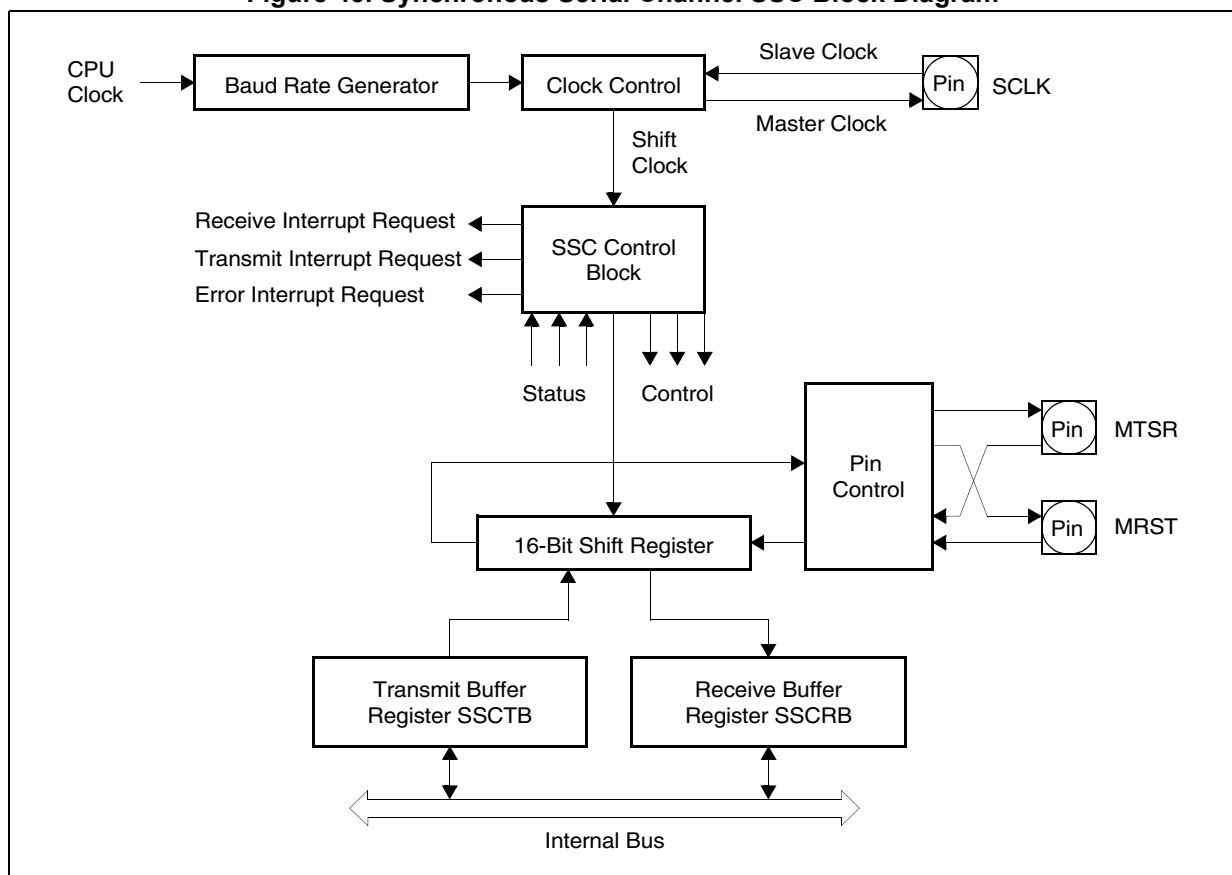 CPU
Clock
Baud Rate Generator
Clock Control
Slave Clock
Master Clock
Pin
SCLK
Shift
Clock
Receive Interrupt Request
Transmit Interrupt Request
Error Interrupt Request
SSC Control
Block
Status
Control
Pin
Control
Pin
MTSR
Pin
MRST
16-Bit Shift Register
Transmit Buffer
Register SSCTB
Receive Buffer
Register SSCRB
Internal Bus